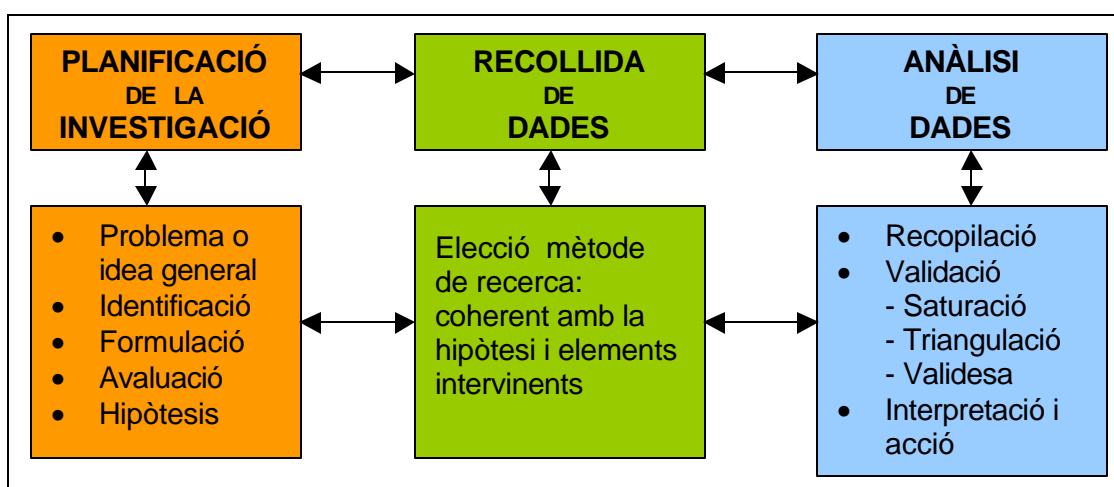 PLANIFICACIÓ
DE LA
INVESTIGACIÓ
RECOLLIDA
DE
DADES
ANÀLISI
DE
DADES
• Problema o
idea general
• Identificació
• Formulació
• Avaluació
• Hipòtesis
Elecció mètode
de recerca:
coherent amb la
hipòtesi i elements
intervinents
• Recopilació
• Validació
- Saturació
- Triangulació
- Validesa
• Interpretació i
acció